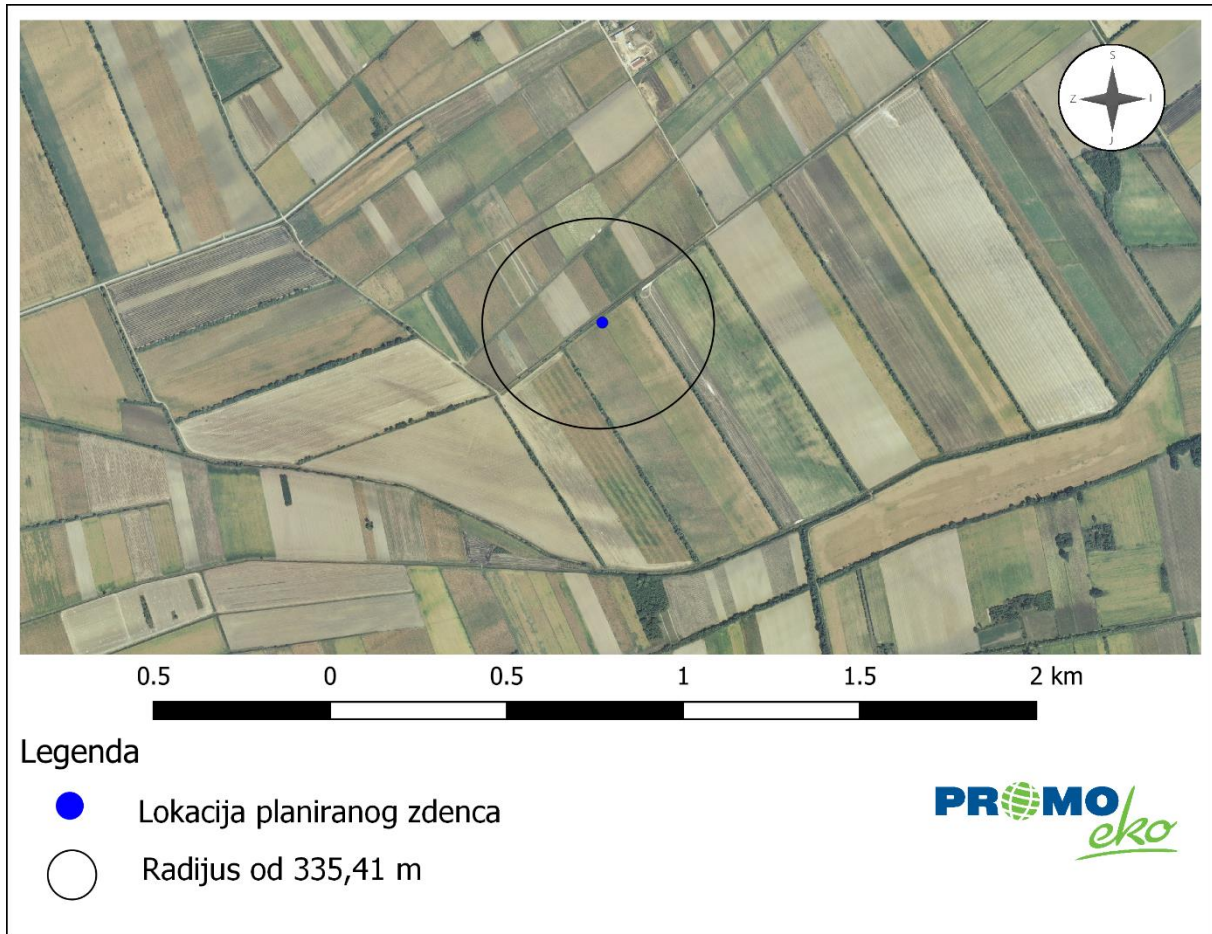 S
Z I
J
0.5 0 0.5 1 1.5 2 km
Legenda
Lokacija planiranog zdenca
Radijus od 335,41 m
PROMO
eko